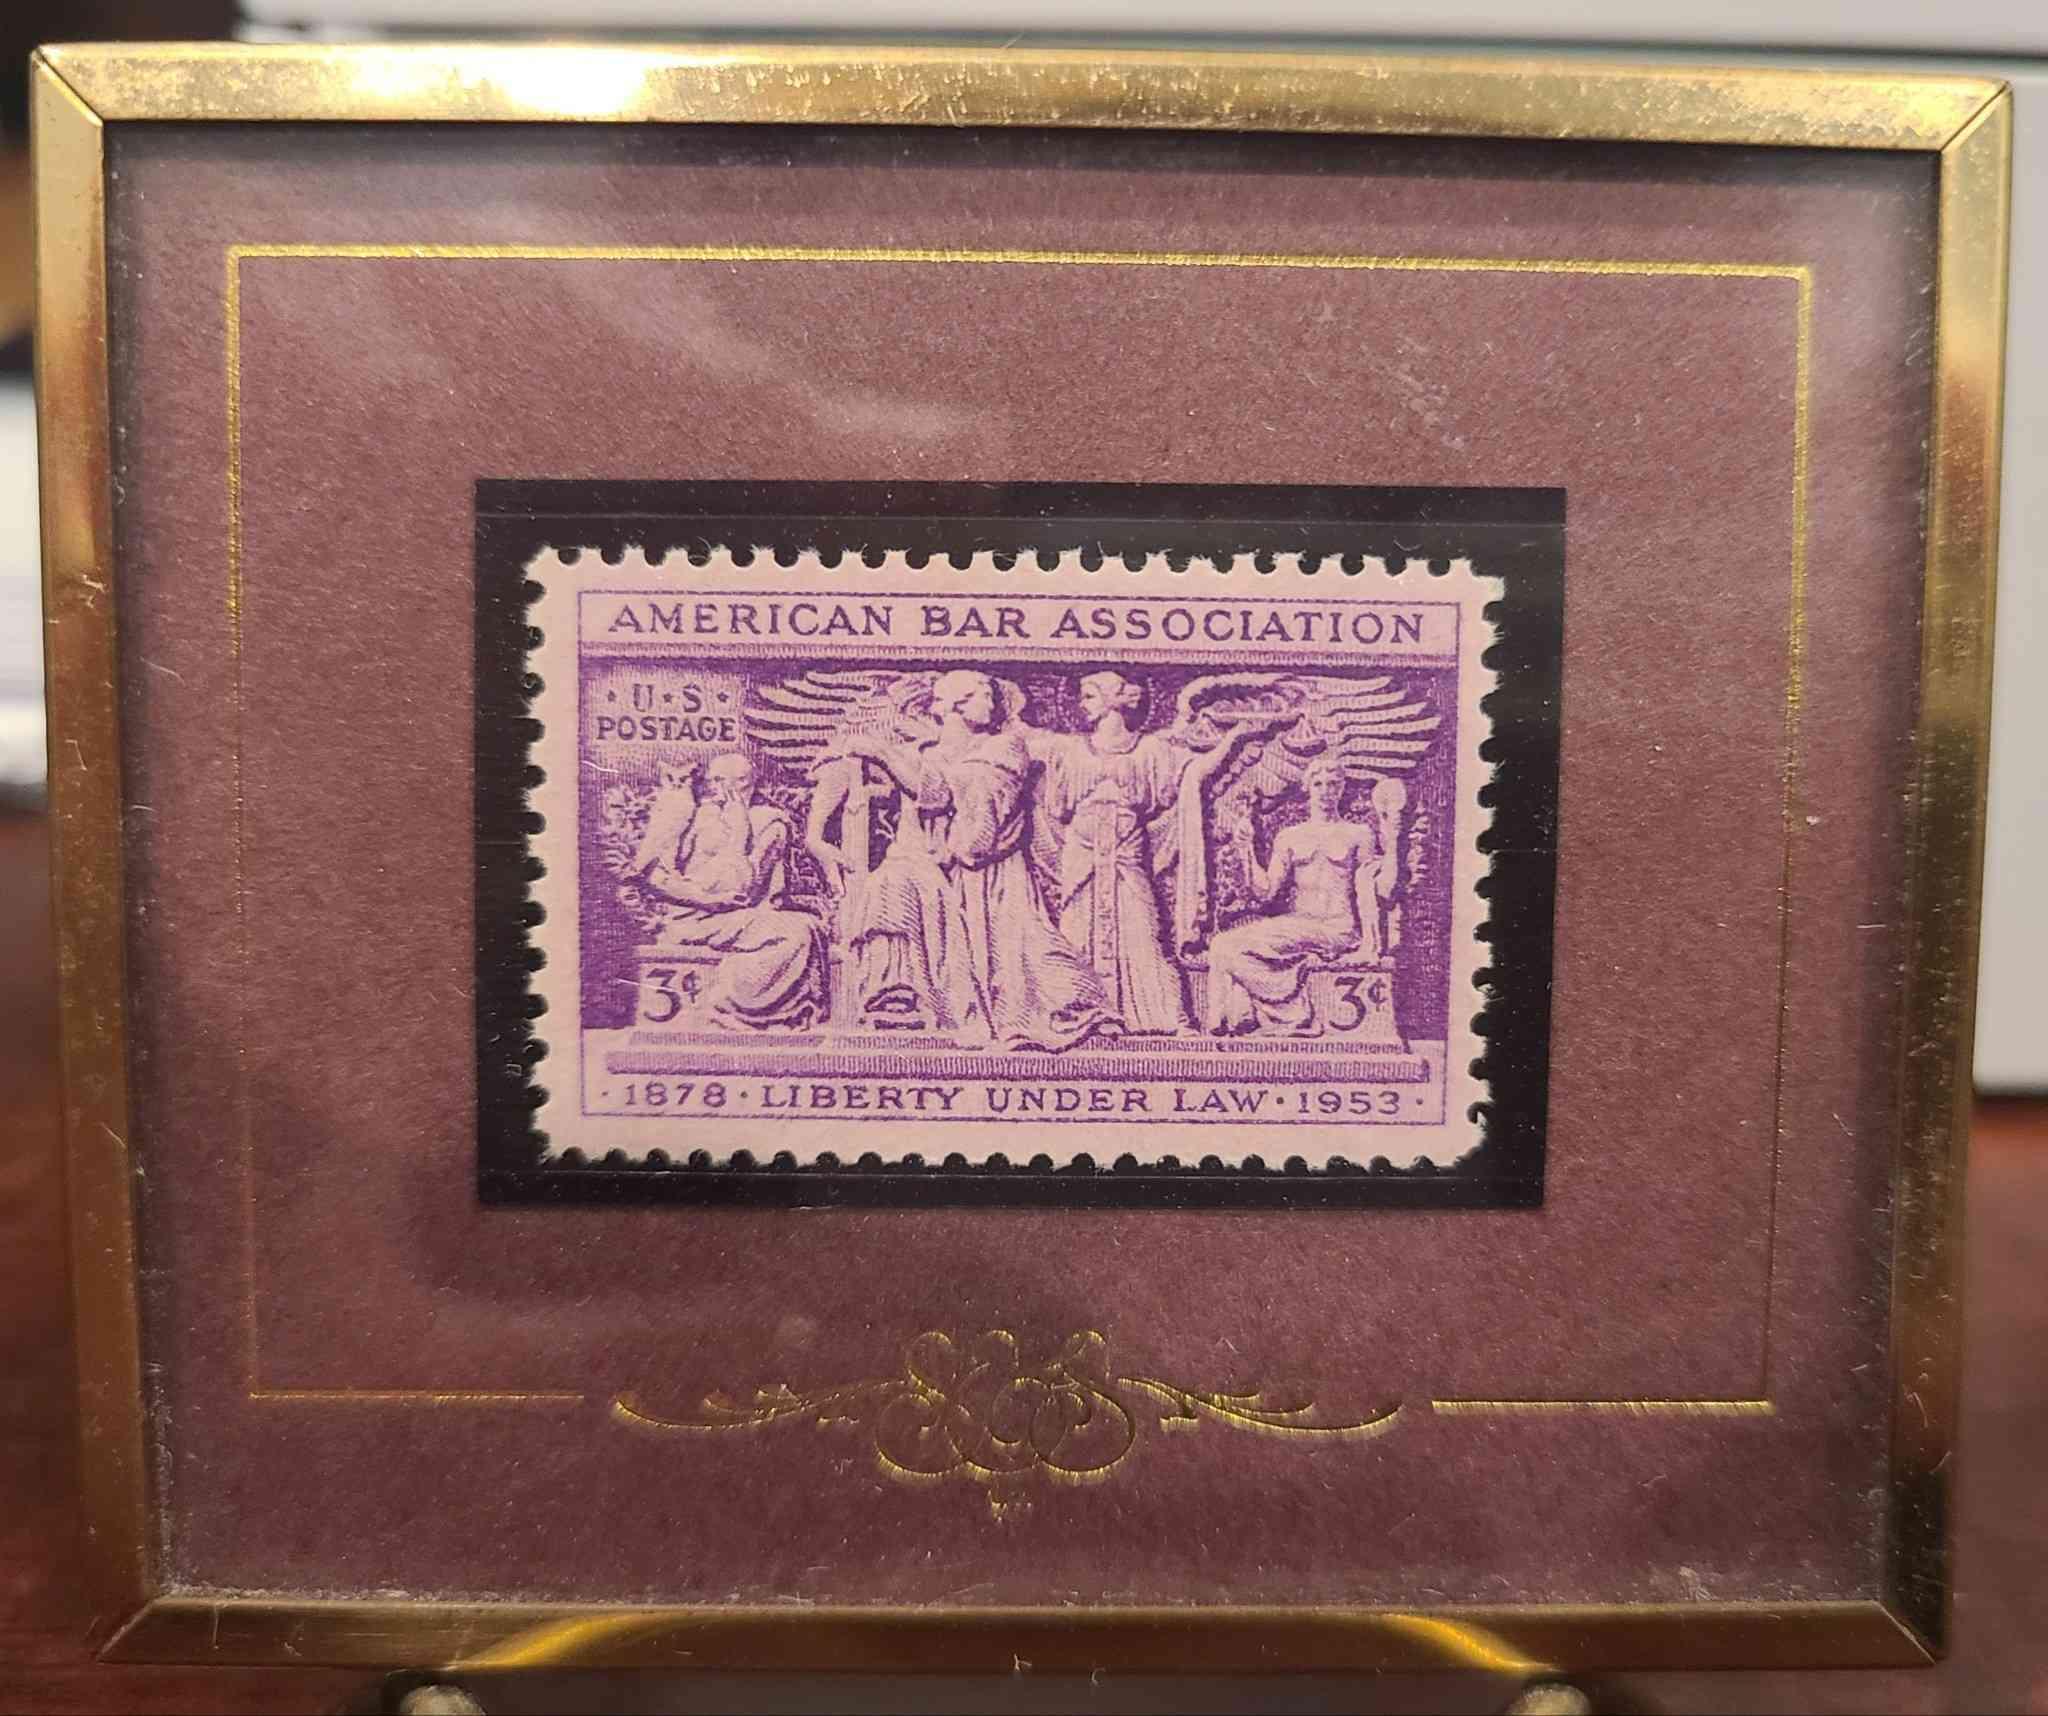 AMERICAN BAR ASSOCIATION
· U · S ·
POSTAGE
3¢
3¢
· 1878 · LIBERTY UNDER LAW · 1953 ·